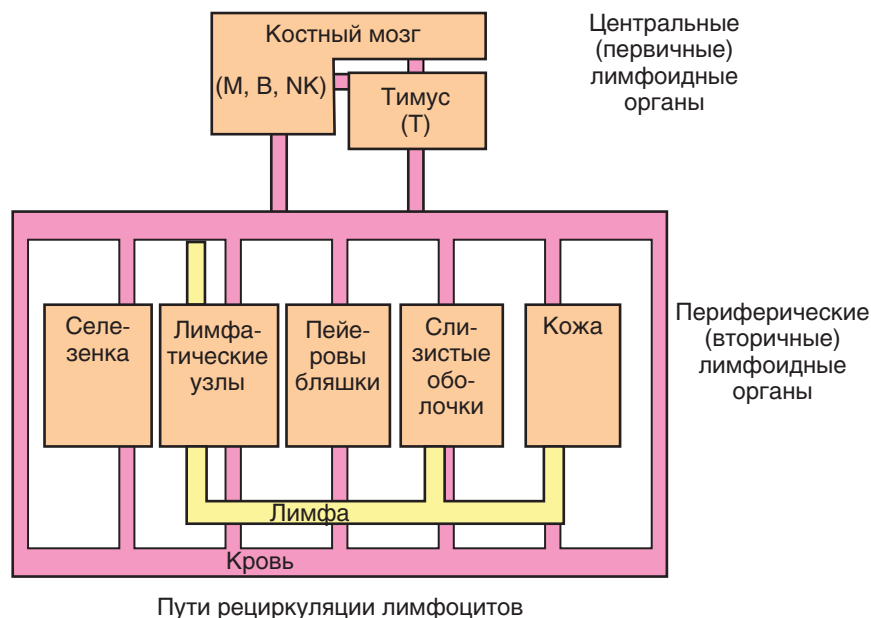 Костный мозг
(М, В, NK)
Тимус
(Т)
Центральные
(первичные)
лимфоидные
органы
Селе-
зенка
Лимфа-
тические
узлы
Пейе-
ровы
бляшки
Сли-
зистые
обо-
лочки
Кожа
Периферические
(вторичные)
лимфоидные
органы
Лимфа
Кровь
Пути рециркуляции лимфоцитов